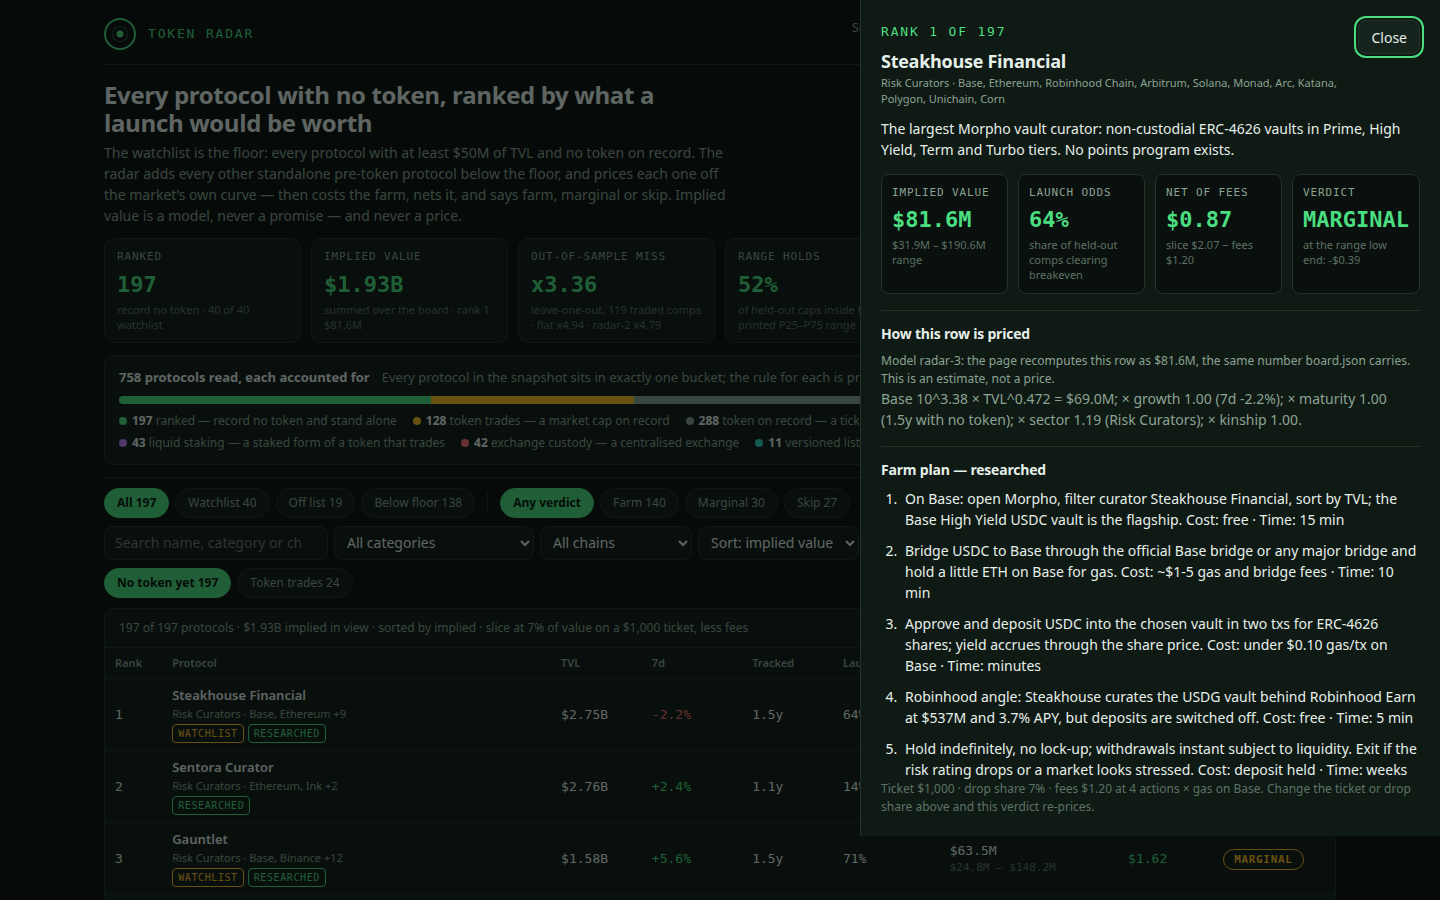 TOKEN RADAR
S
Every protocol with no token, ranked by what a
launch would be worth
The watchlist is the floor: every protocol with at least $50M of TVL and no token on record. The
radar adds every other standalone pre-token protocol below the floor, and prices each one off
the market's own curve — then costs the farm, nets it, and says farm, marginal or skip. Implied
value is a model, never a promise — and never a price.
RANKED
197
record no token · 40 of 40
watchlist
IMPLIED VALUE
$1.93B
summed over the board · rank 1
$81.6M
OUT-OF-SAMPLE MISS
x3.36
leave-one-out, 119 traded comps
· flat x4.94 · radar-2 x4.79
RANGE HOLDS
52%
of held-out caps inside
printed P25–P75 range
758 protocols read, each accounted for Every protocol in the snapshot sits in exactly one bucket; the rule for each is pr
197 ranked — record no token and stand alone
128 token trades — a market cap on record
288 token on record — a tick
43 liquid staking — a staked form of a token that trades
42 exchange custody — a centralised exchange
11 versioned list
All 197 Watchlist 40 Off list 19 Below floor 138 Any verdict Farm 140 Marginal 30 Skip 27
Search name, category or ch All categories All chains Sort: implied value
No token yet 197 Token trades 24
197 of 197 protocols · $1.93B implied in view · sorted by implied · slice at 7% of value on a $1,000 ticket, less fees
Rank Protocol TVL 7d Tracked Lau
1 Steakhouse Financial $2.75B -2.2% 1.5y 64%
Risk Curators · Base, Ethereum +9
WATCHLIST RESEARCHED
2 Sentora Curator $2.76B +2.4% 1.1y 14%
Risk Curators · Ethereum, Ink +2
RESEARCHED
3 Gauntlet $1.58B +5.6% 1.5y 71% $63.5M $1.62 MARGINAL
Risk Curators · Base, Binance +12 $24.8M – $148.2M
WATCHLIST RESEARCHED
RANK 1 OF 197
Close
Steakhouse Financial
Risk Curators · Base, Ethereum, Robinhood Chain, Arbitrum, Solana, Monad, Arc, Katana,
Polygon, Unichain, Corn
The largest Morpho vault curator: non-custodial ERC-4626 vaults in Prime, High
Yield, Term and Turbo tiers. No points program exists.
IMPLIED VALUE
$81.6M
$31.9M – $190.6M
range
LAUNCH ODDS
64%
share of held-out
comps clearing
breakeven
NET OF FEES
$0.87
slice $2.07 − fees
$1.20
VERDICT
MARGINAL
at the range low
end: -$0.39
How this row is priced
Model radar-3: the page recomputes this row as $81.6M, the same number board.json carries.
This is an estimate, not a price.
Base 10^3.38 × TVL^0.472 = $69.0M; × growth 1.00 (7d -2.2%); × maturity 1.00
(1.5y with no token); × sector 1.19 (Risk Curators); × kinship 1.00.
Farm plan — researched
1. On Base: open Morpho, filter curator Steakhouse Financial, sort by TVL; the
Base High Yield USDC vault is the flagship. Cost: free · Time: 15 min
2. Bridge USDC to Base through the official Base bridge or any major bridge and
hold a little ETH on Base for gas. Cost: ~$1-5 gas and bridge fees · Time: 10
min
3. Approve and deposit USDC into the chosen vault in two txs for ERC-4626
shares; yield accrues through the share price. Cost: under $0.10 gas/tx on
Base · Time: minutes
4. Robinhood angle: Steakhouse curates the USDG vault behind Robinhood Earn
at $537M and 3.7% APY, but deposits are switched off. Cost: free · Time: 5 min
5. Hold indefinitely, no lock-up; withdrawals instant subject to liquidity. Exit if the
risk rating drops or a market looks stressed. Cost: deposit held · Time: weeks
Ticket $1,000 · drop share 7% · fees $1.20 at 4 actions × gas on Base. Change the ticket or drop
share above and this verdict re-prices.